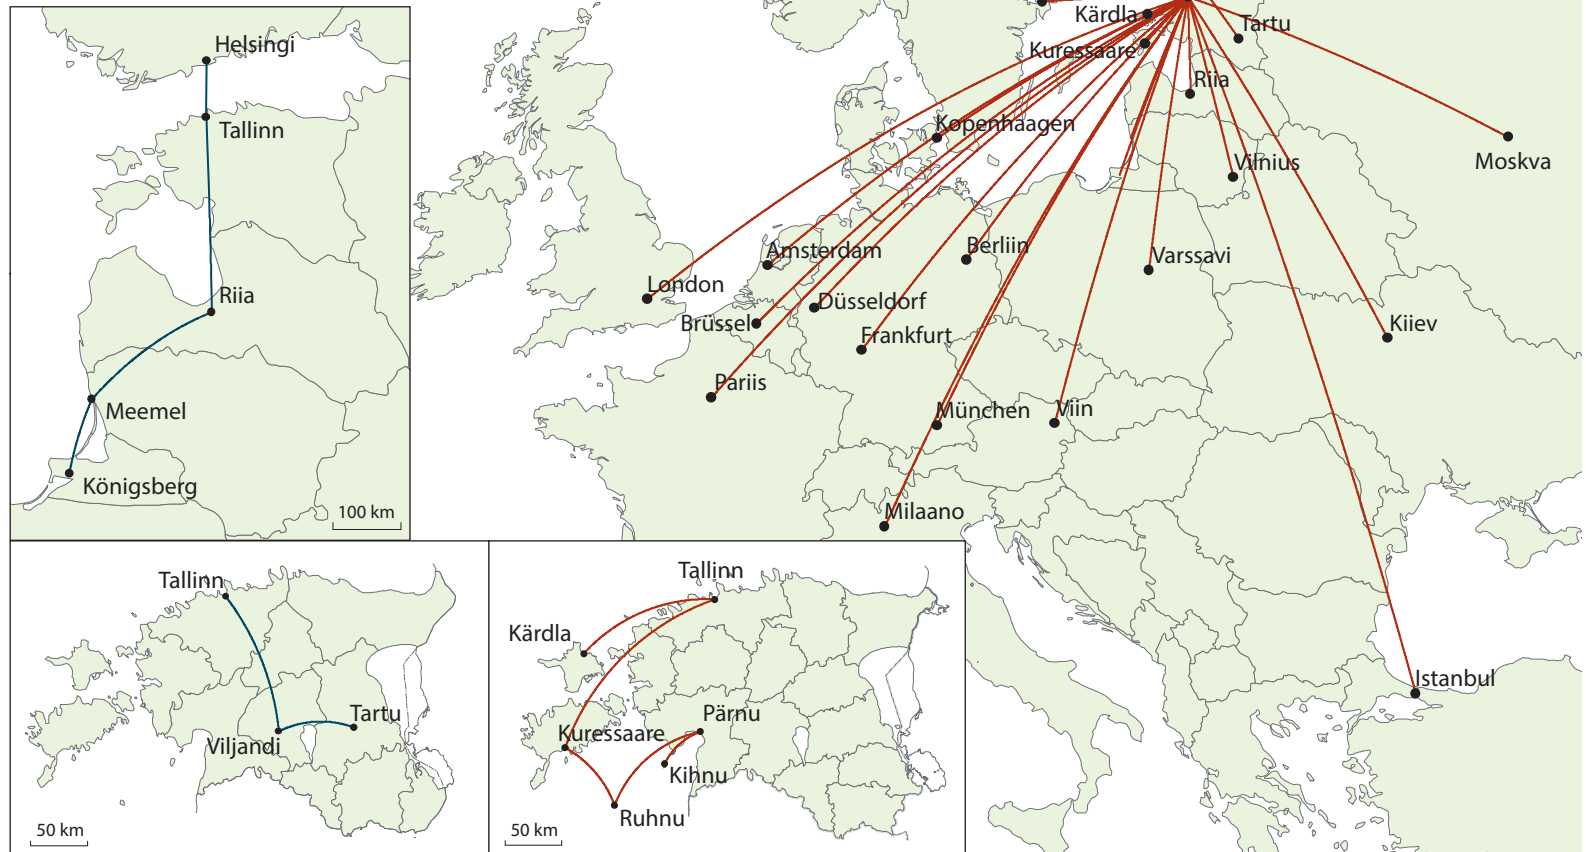 Helsingi
Tallinn
Riia
Meemel
Königsberg
100 km
Kärdla
Tartu
Kuressaare
Riia
Kopenhaagen
Vilnius
Moskva
Amsterdam
Berliin
Varssavi
London
Düsseldorf
Brüssel
Frankfurt
Kiiev
Pariis
München
Viin
Milaano
Istanbul
Tallinn
Tartu
Viljandi
50 km
Tallinn
Kärdla
Pärnu
Kuressaare
Kihnu
Ruhnu
50 km